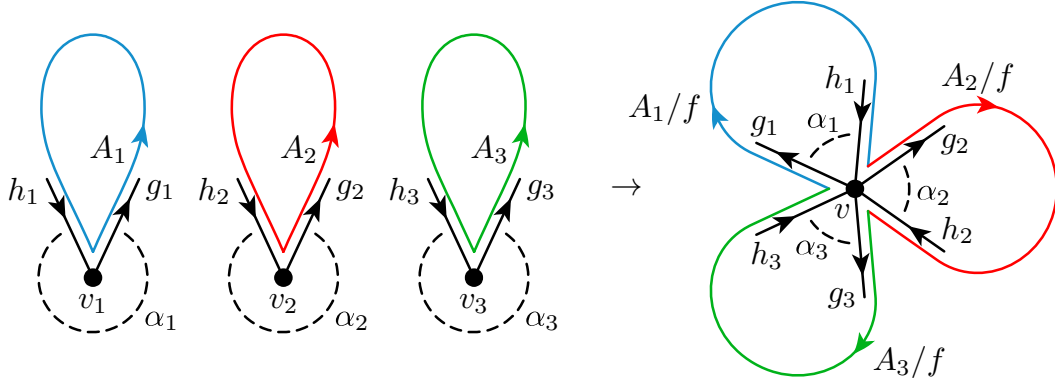 A₁
h₁ g₁
v₁
α₁
A₂
h₂ g₂
v₂
α₂
A₃
h₃ g₃
v₃
α₃
→
A₁/f
h₁
A₂/f
g₁
α₁
g₂
v
α₂
h₃
α₃
h₂
g₃
A₃/f